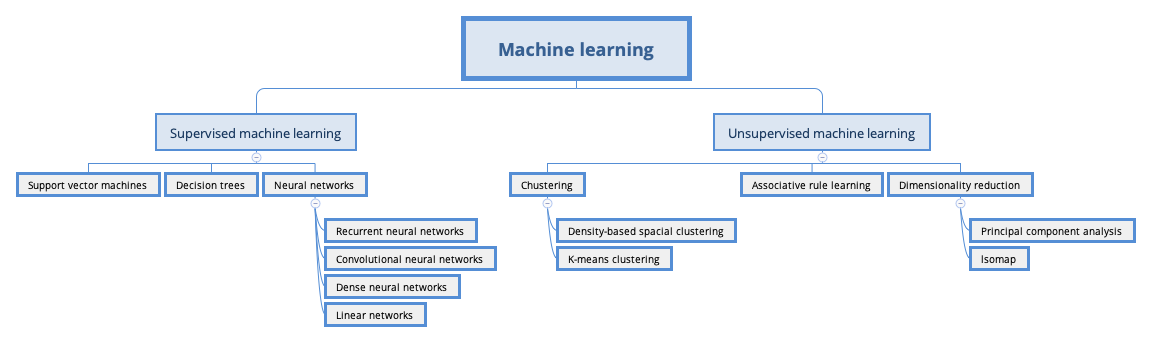 Machine learning
Supervised machine learning
Unsupervised machine learning
Support vector machines
Decision trees
Neural networks
Chustering
Associative rule learning
Dimensionality reduction
Recurrent neural networks
Convolutional neural networks
Dense neural networks
Linear networks
Density-based spacial clustering
K-means clustering
Principal component analysis
Isomap